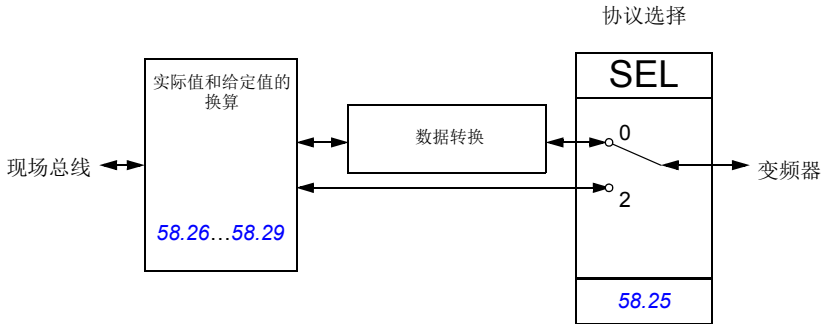 协议选择
SEL
实际值和给定值的
换算
数据转换
0
现场总线
变频器
2
58.26…58.29
58.25